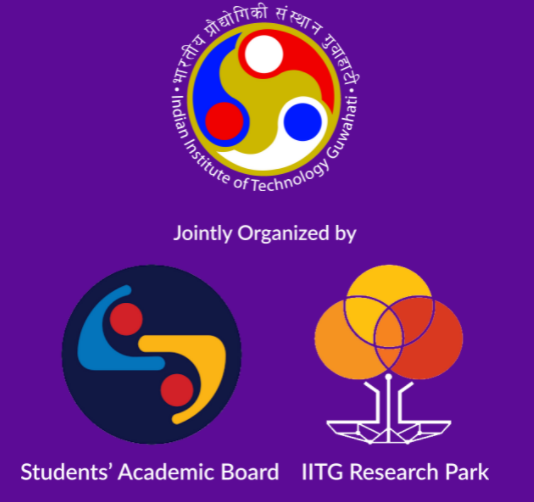 • भारतीय प्रौद्योगिकी संस्थान गुवाहाटी •
Indian Institute of Technology Guwahati
Jointly Organized by
Students' Academic Board
IITG Research Park